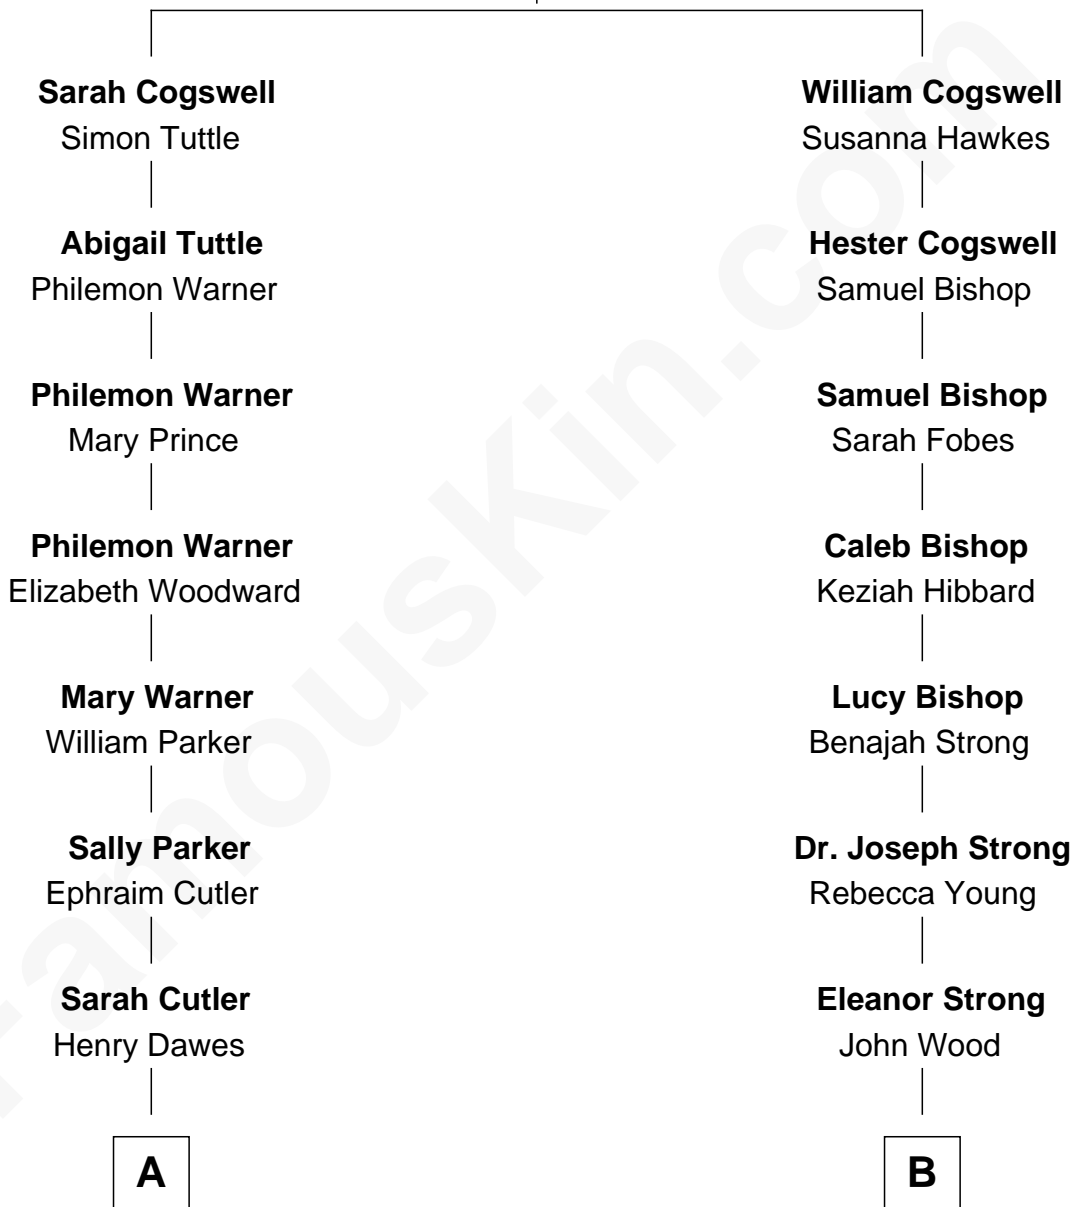 Sarah Cogswell
Simon Tuttle
Abigail Tuttle
Philemon Warner
Philemon Warner
Mary Prince
Philemon Warner
Elizabeth Woodward
Mary Warner
William Parker
Sally Parker
Ephraim Cutler
Sarah Cutler
Henry Dawes
A
William Cogswell
Susanna Hawkes
Hester Cogswell
Samuel Bishop
Samuel Bishop
Sarah Fobes
Caleb Bishop
Keziah Hibbard
Lucy Bishop
Benajah Strong
Dr. Joseph Strong
Rebecca Young
Eleanor Strong
John Wood
B
FamousKin.com